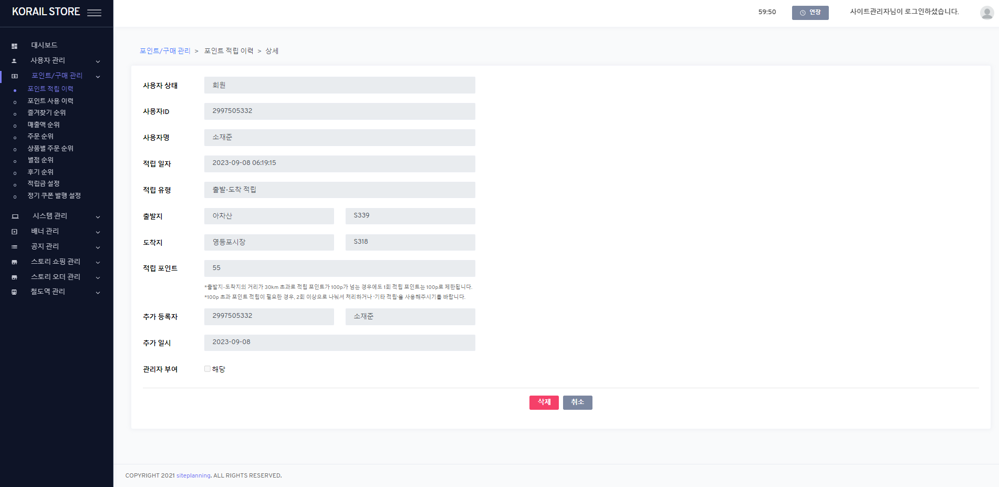 KORAIL STORE
59:50
연장
사이트관리자님이 로그인하셨습니다.
대시보드
사용자 관리
포인트/구매 관리
포인트 적립 이력
포인트 사용 이력
즐겨찾기 순위
매출액 순위
주문 순위
상품별 주문 순위
별점 순위
후기 순위
적립금 설정
정기 쿠폰 발행 설정
시스템 관리
배너 관리
공지 관리
스토리 쇼핑 관리
스토리 오더 관리
철도역 관리
포인트/구매 관리 > 포인트 적립 이력 > 상세
사용자 상태 회원
사용자ID 2997505332
사용자명 소재준
적립 일자 2023-09-08 06:19:15
적립 유형 출발-도착 적립
출발지 아차산 S339
도착지 영등포시장 S318
적립 포인트 55
*출발지-도착지의 거리가 30km 초과로 적립 포인트가 100p가 넘는 경우에도 1회 적립 포인트는 100p로 제한됩니다.
*100p 초과 포인트 적립이 필요한 경우, 2회 이상으로 나눠서 처리하거나 '기타 적립'을 사용해주시기를 바랍니다.
추가 등록자 2997505332 소재준
추가 일시 2023-09-08
관리자 부여 해당
삭제 취소
COPYRIGHT 2021 siteplanning. ALL RIGHTS RESERVED.